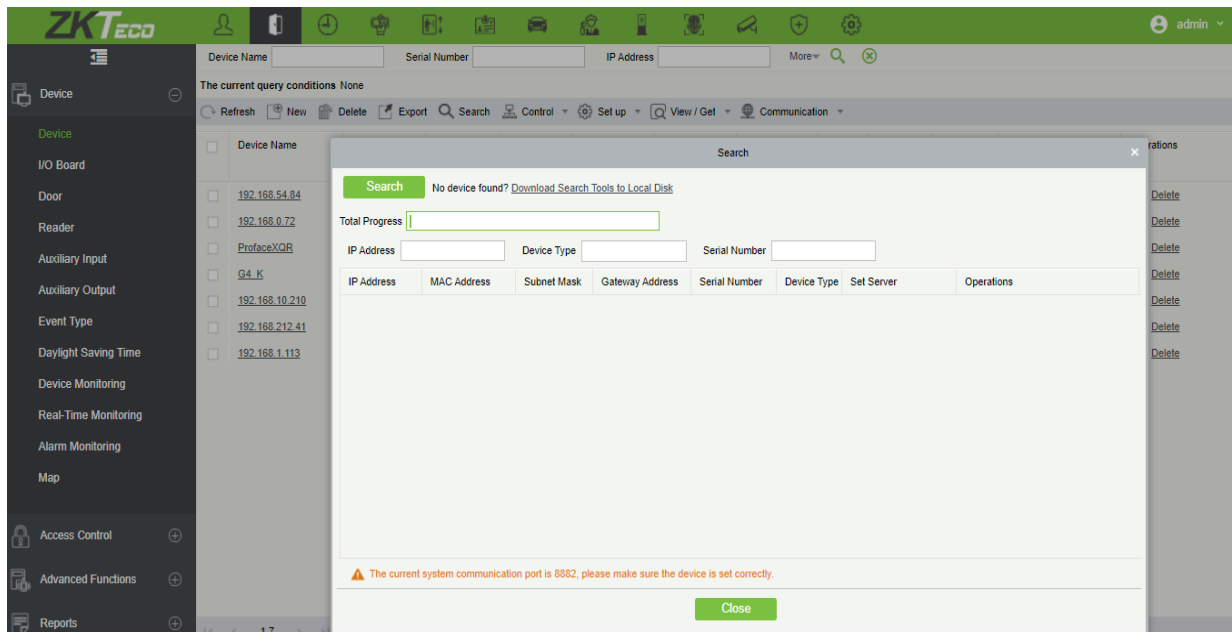 ZKTECO
admin
Device Name Serial Number IP Address More
The current query conditions None
Device
Refresh New Delete Export Search Control Set up View / Get Communication
Device
I/O Board
Door
Reader
Auxiliary Input
Auxiliary Output
Event Type
Daylight Saving Time
Device Monitoring
Real-Time Monitoring
Alarm Monitoring
Map
Access Control
Advanced Functions
Reports
Device Name
rations
192.168.54.84 Delete
192.168.0.72 Delete
ProfaceXQR Delete
G4_K Delete
192.168.10.210 Delete
192.168.212.41 Delete
192.168.1.113 Delete
Search
Search No device found? Download Search Tools to Local Disk
Total Progress
IP Address Device Type Serial Number
IP Address MAC Address Subnet Mask Gateway Address Serial Number Device Type Set Server Operations
The current system communication port is 8882, please make sure the device is set correctly.
Close